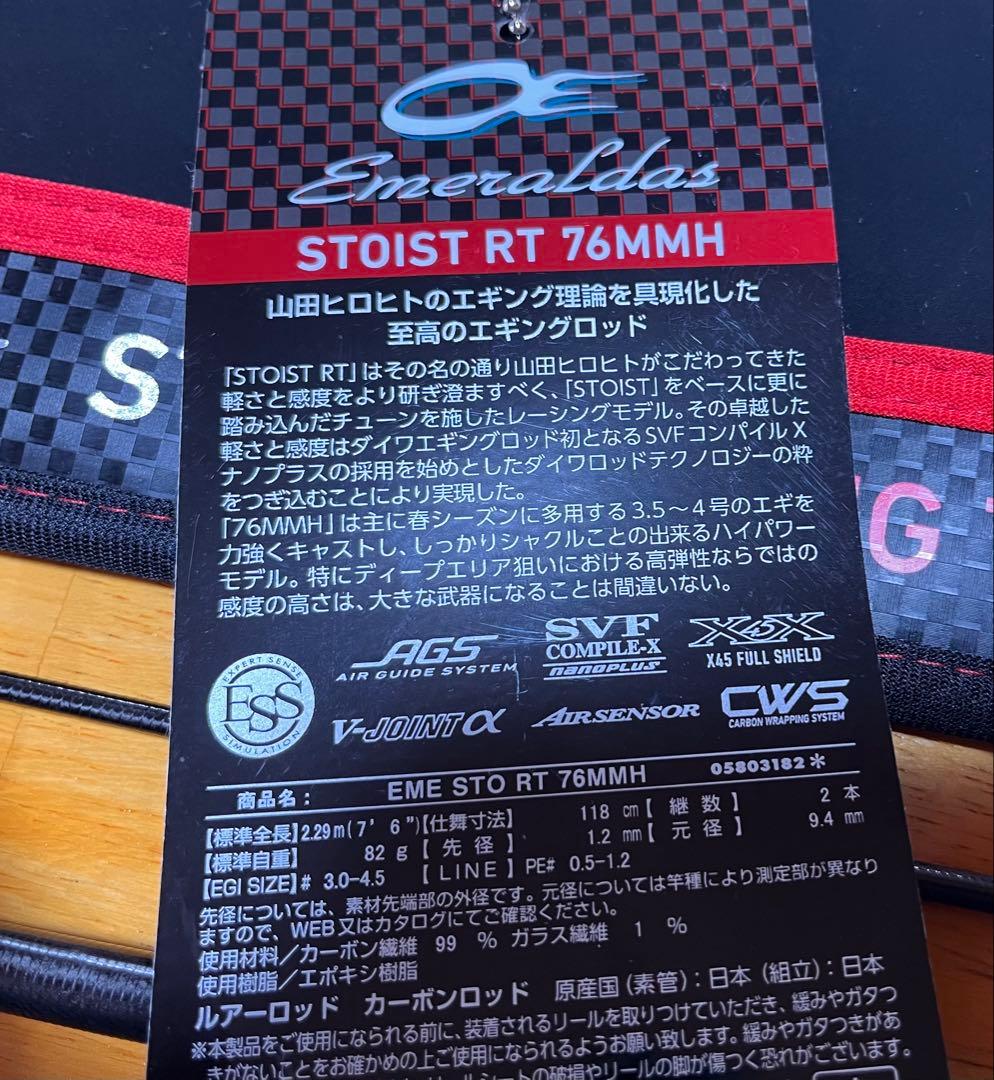 Emeraldas
STOIST RT 76MMH
山田ヒロヒトのエギング理論を具現化した
至高のエギングロッド
「STOIST RT」はその名の通り山田ヒロヒトがこだわってきた
軽さと感度をより研ぎ澄ますべく、「STOIST」をベースに更に
踏み込んだチューンを施したレーシングモデル。その卓越した
軽さと感度はダイワエギングロッド初となるSVFコンパイルX
ナノプラスの採用を始めとしたダイワロッドテクノロジーの粋
をつぎ込むことにより実現した。
「76MMH」は主に春シーズンに多用する3.5～4号のエギを
力強くキャストし、しっかりシャクルことの出来るハイパワー
モデル。特にディープエリア狙いにおける高弾性ならではの
感度の高さは、大きな武器になることは間違いない。
EXPERT SENSE
ESS
SIMULATION
AGS
AIR GUIDE SYSTEM
SVF
COMPILE-X
nanoplus
X45X
X45 FULL SHIELD
V-JOINT α
AIRSENSOR
CWS
CARBON WRAPPING SYSTEM
商品名： EME STO RT 76MMH 05803182*
【標準全長】2.29m(7' 6")【仕舞寸法】 118 cm【 継 数 】 2 本
【標準自重】 82 g 【 先 径 】 1.2 mm【 元 径 】 9.4 mm
【EGI SIZE】# 3.0-4.5 【 LINE 】PE# 0.5-1.2
先径については、素材先端部の外径です。元径については竿種により測定部が異なり
ますので、WEB又はカタログにてご確認ください。
使用材料／カーボン繊維 99 % ガラス繊維 1 %
使用樹脂／エポキシ樹脂
ルアーロッド カーボンロッド 原産国(素管)：日本 (組立)：日本
※本製品をご使用になられる前に、装着されるリールを取りつけていただき、緩みやガタつ
きがないことをお確かめの上ご使用になられるようお願い致します。緩みやガタつきがあ
リールシートの破損やリールの脚が傷つく恐れがございます。
S
G